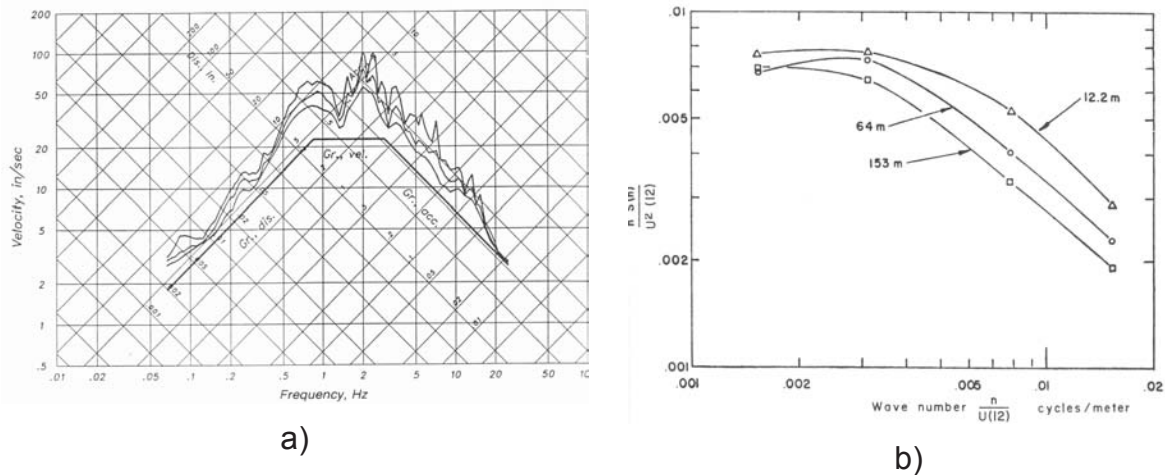 200
100
50
20
10
5
2
1
.5
Velocity, in/sec
.01 .02 .05 .1 .2 .5 1 2 5 10 20 50
Frequency, Hz
Dis., in.
Gr., vel.
Gr., dis.
Gr., acc.
a)
.01
.005
.002
.001
12.2 m
64 m
153 m
U² (12)
.001 .002 .005 .01 .02
Wave number n/U(12) cycles/meter
b)